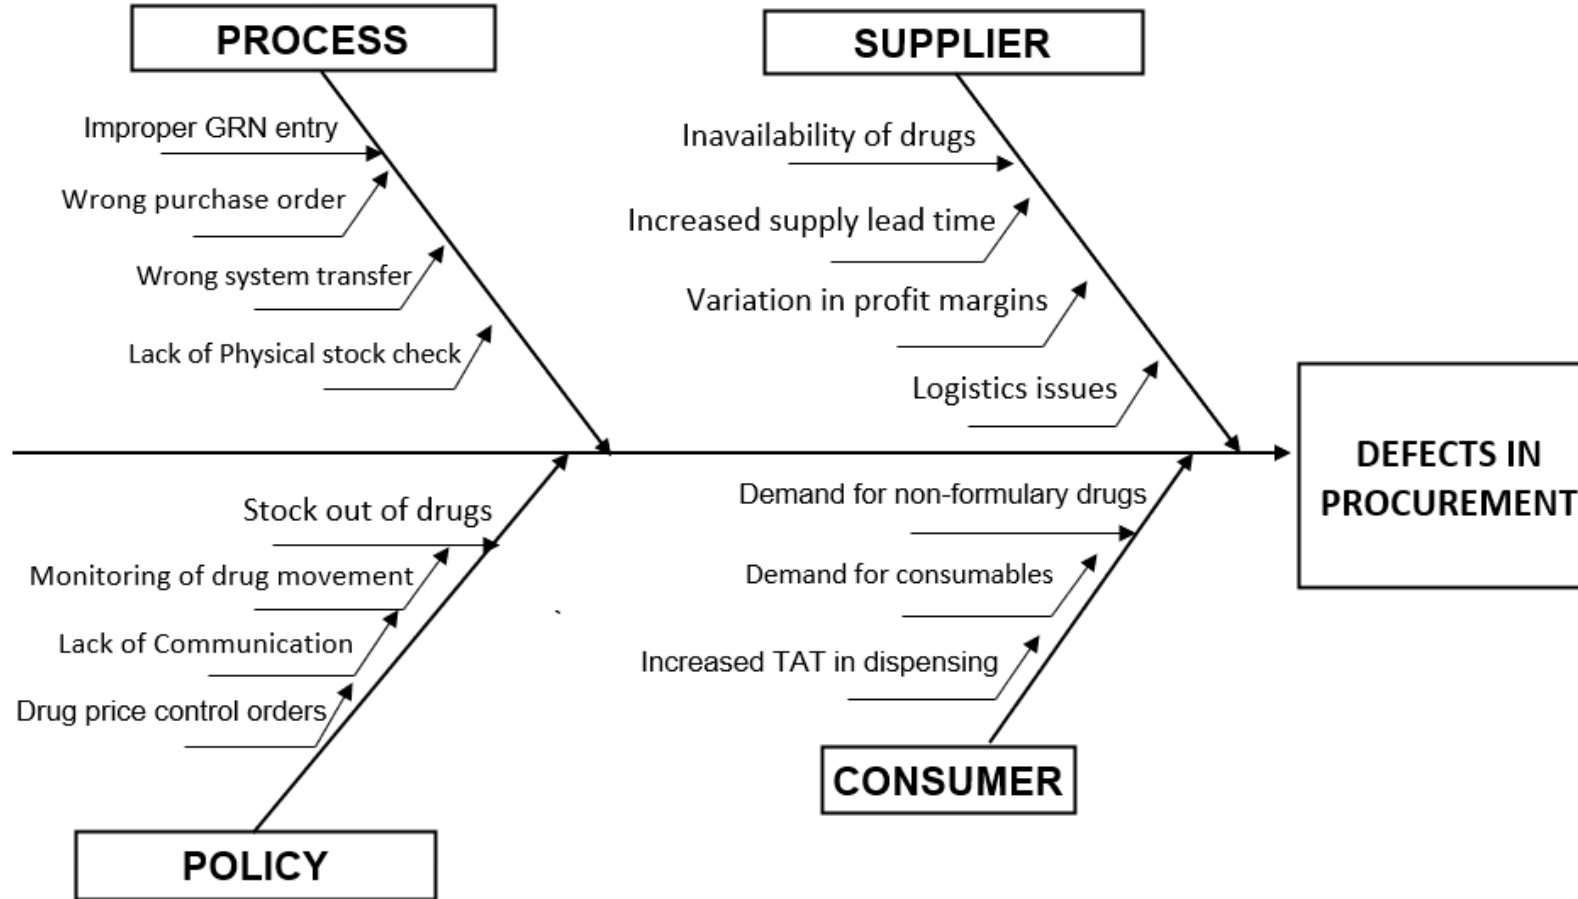 PROCESS
SUPPLIER
Improper GRN entry
Wrong purchase order
Wrong system transfer
Lack of Physical stock check
Inavailability of drugs
Increased supply lead time
Variation in profit margins
Logistics issues
DEFECTS IN
PROCUREMENT
Stock out of drugs
Monitoring of drug movement
Lack of Communication
Drug price control orders
Demand for non-formulary drugs
Demand for consumables
Increased TAT in dispensing
POLICY
CONSUMER